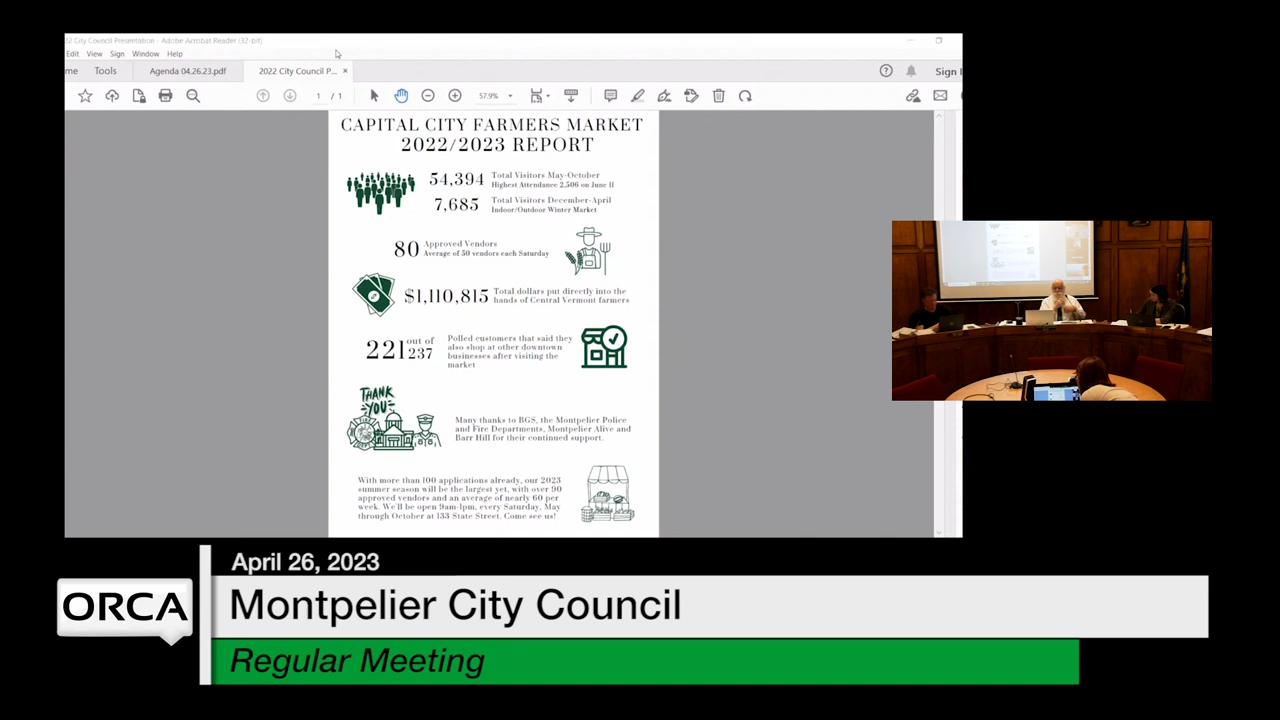 22 City Council Presentation - Adobe Acrobat Reader (32-bit)
Edit View Sign Window Help
me Tools Agenda 04.26.23.pdf 2022 City Council P... × Sign I
1 / 1 57.9%
CAPITAL CITY FARMERS MARKET
2022/2023 REPORT
54,394 Total Visitors May-October
Highest Attendance 2,506 on June 11
7,685 Total Visitors December-April
Indoor/Outdoor Winter Market
80 Approved Vendors
Average of 50 vendors each Saturday
$1,110,815 Total dollars put directly into the
hands of Central Vermont farmers
221 out of 237
Polled customers that said they
also shop at other downtown
businesses after visiting the
market
THANK
YOU
Many thanks to BGS, the Montpelier Police
and Fire Departments, Montpelier Alive and
Barr Hill for their continued support.
With more than 100 applications already, our 2023
summer season will be the largest yet, with over 90
approved vendors and an average of nearly 60 per
week. We'll be open 9am-1pm, every Saturday, May
through October at 133 State Street. Come see us!
April 26, 2023
ORCA
Montpelier City Council
Regular Meeting